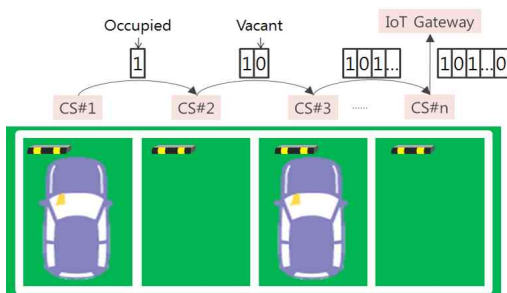 IoT Gateway
Occupied Vacant
1 10 101... 101...0
CS#1 CS#2 CS#3 ...... CS#n